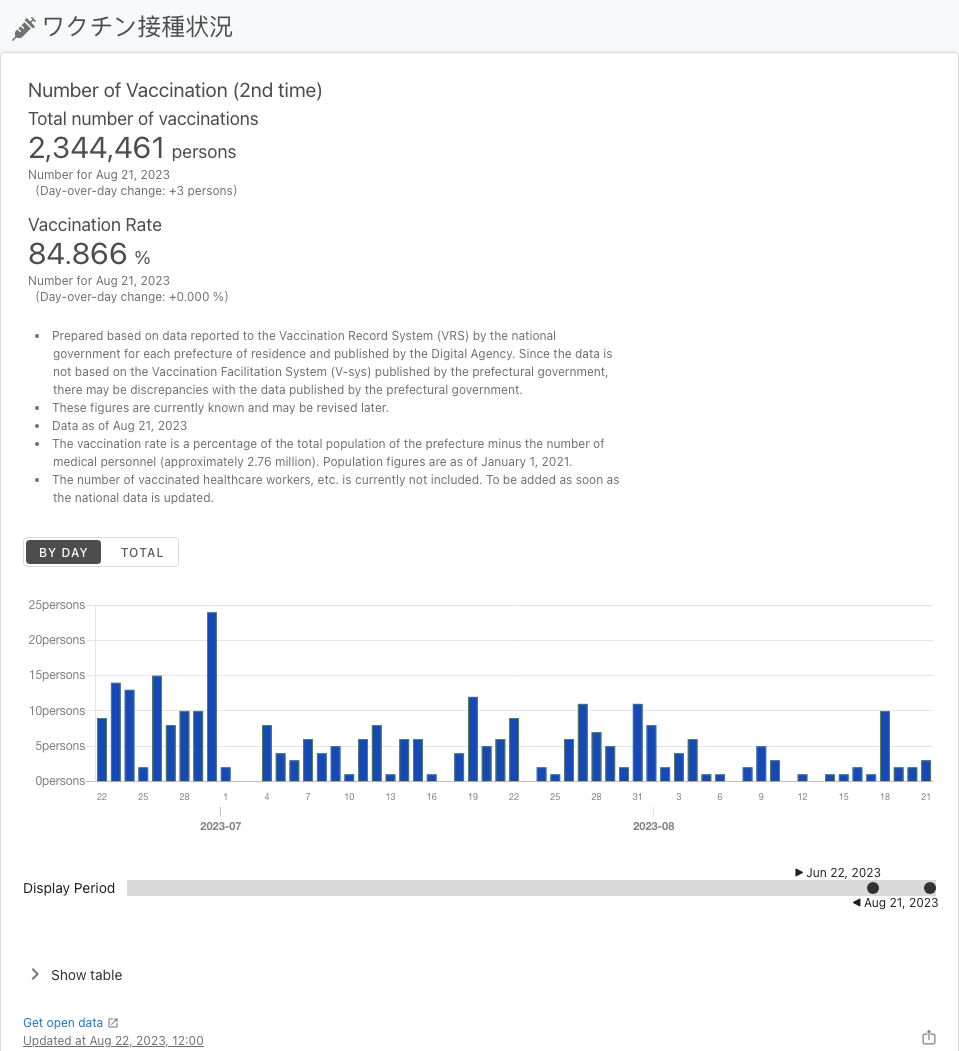 ワクチン接種状況
Number of Vaccination (2nd time)
Total number of vaccinations
2,344,461 persons
Number for Aug 21, 2023
(Day-over-day change: +3 persons)
Vaccination Rate
84.866 %
Number for Aug 21, 2023
(Day-over-day change: +0.000 %)
• Prepared based on data reported to the Vaccination Record System (VRS) by the national
government for each prefecture of residence and published by the Digital Agency. Since the data is
not based on the Vaccination Facilitation System (V-sys) published by the prefectural government,
there may be discrepancies with the data published by the prefectural government.
• These figures are currently known and may be revised later.
• Data as of Aug 21, 2023
• The vaccination rate is a percentage of the total population of the prefecture minus the number of
medical personnel (approximately 2.76 million). Population figures are as of January 1, 2021.
• The number of vaccinated healthcare workers, etc. is currently not included. To be added as soon as
the national data is updated.
BY DAY TOTAL
25persons
20persons
15persons
10persons
5persons
0persons
22 25 28 1 4 7 10 13 16 19 22 25 28 31 3 6 9 12 15 18 21
2023-07 2023-08
Jun 22, 2023
Display Period
Aug 21, 2023
Show table
Get open data
Updated at Aug 22, 2023, 12:00